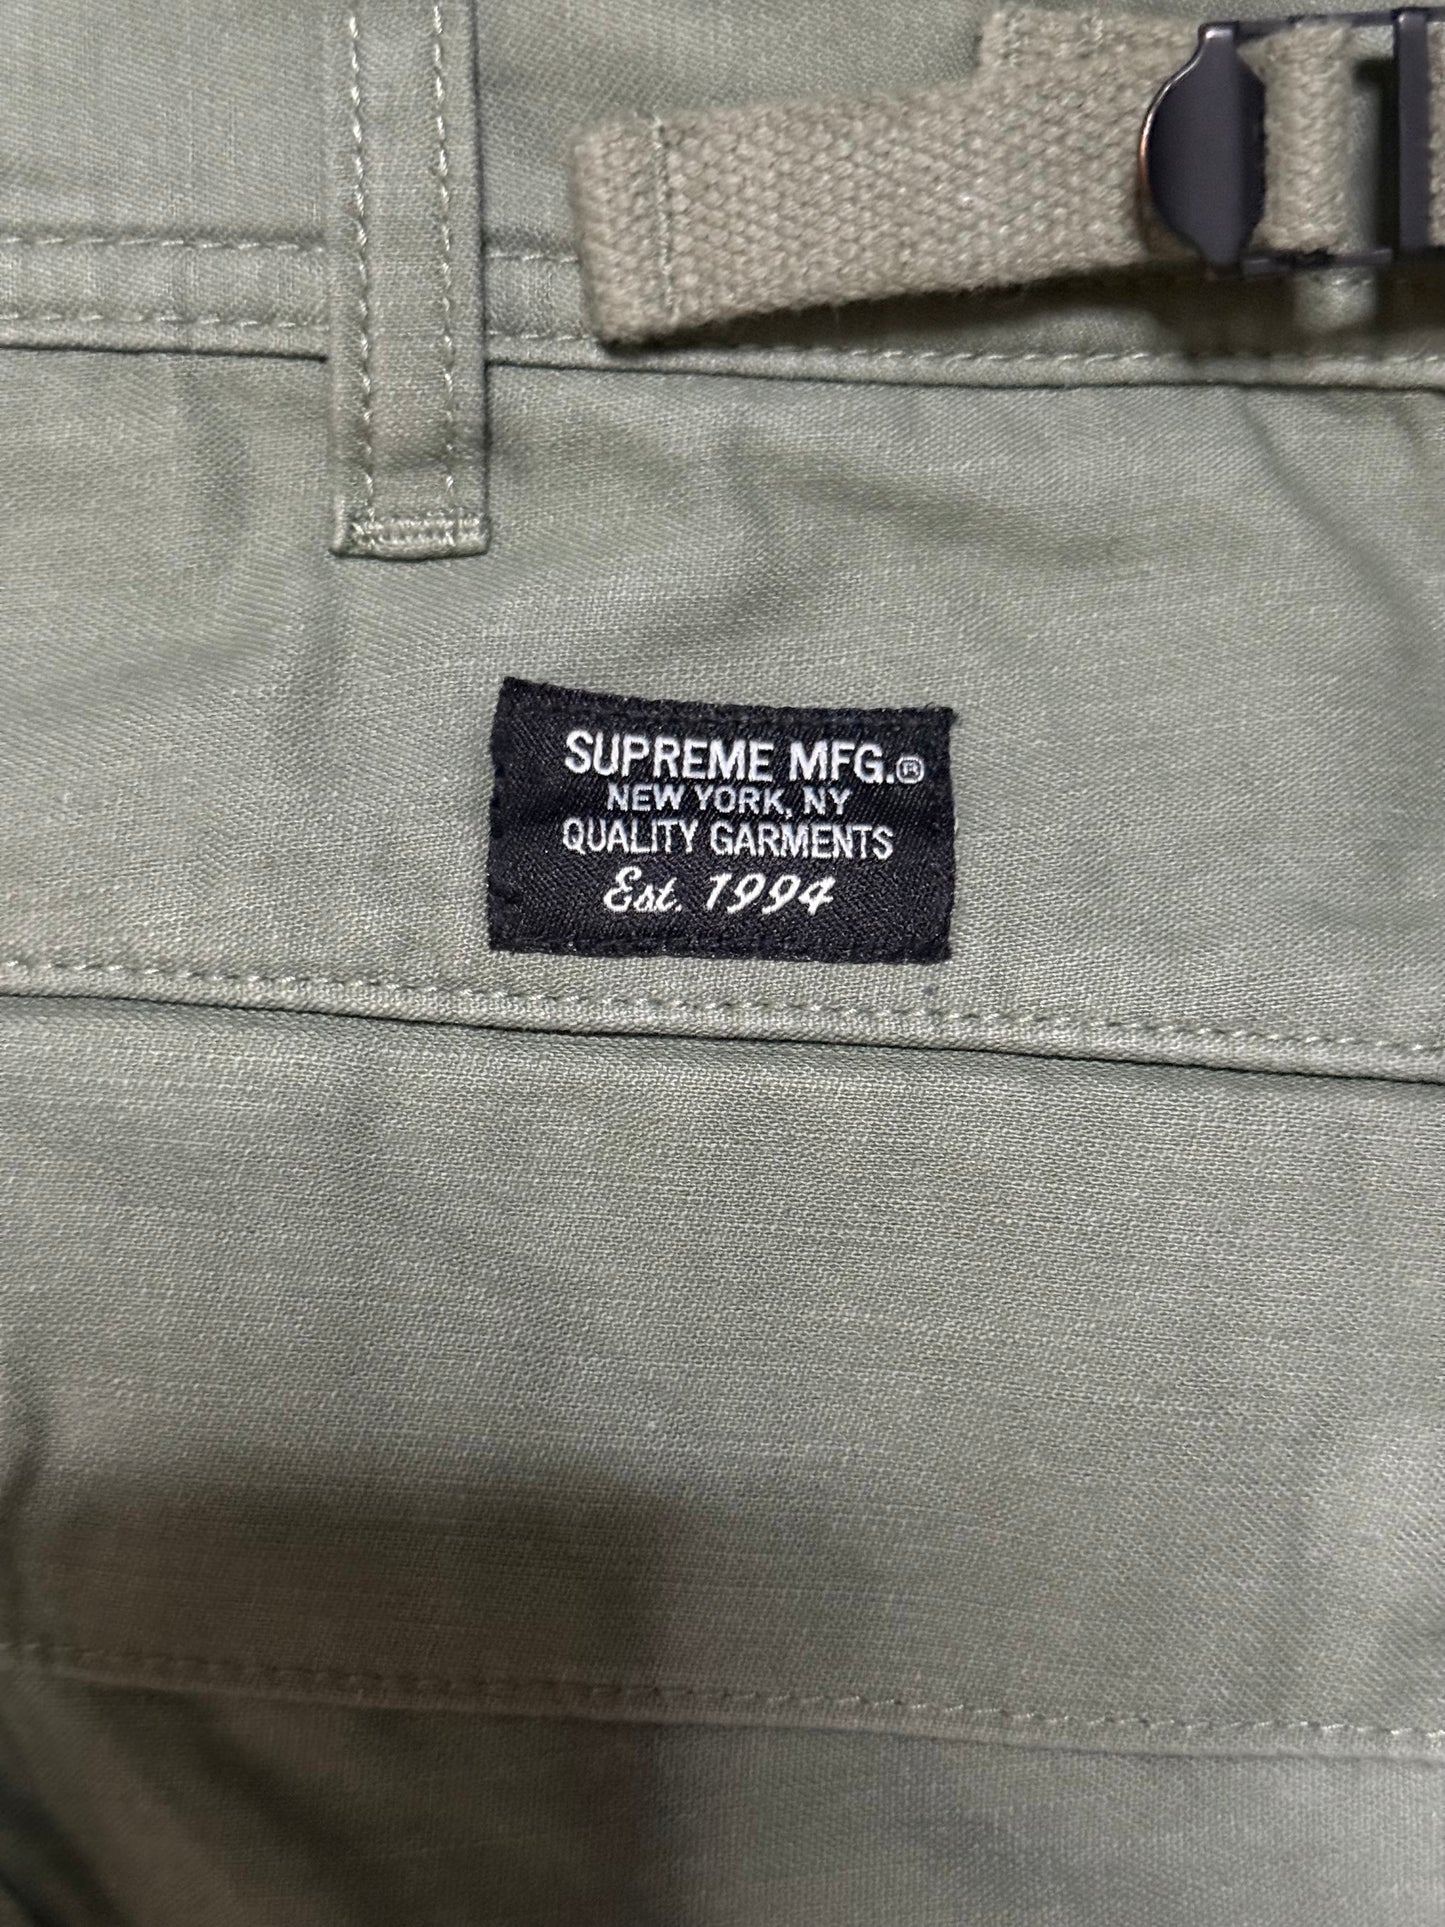 SUPREME MFG.®
NEW YORK, NY
QUALITY GARMENTS
Est. 1994